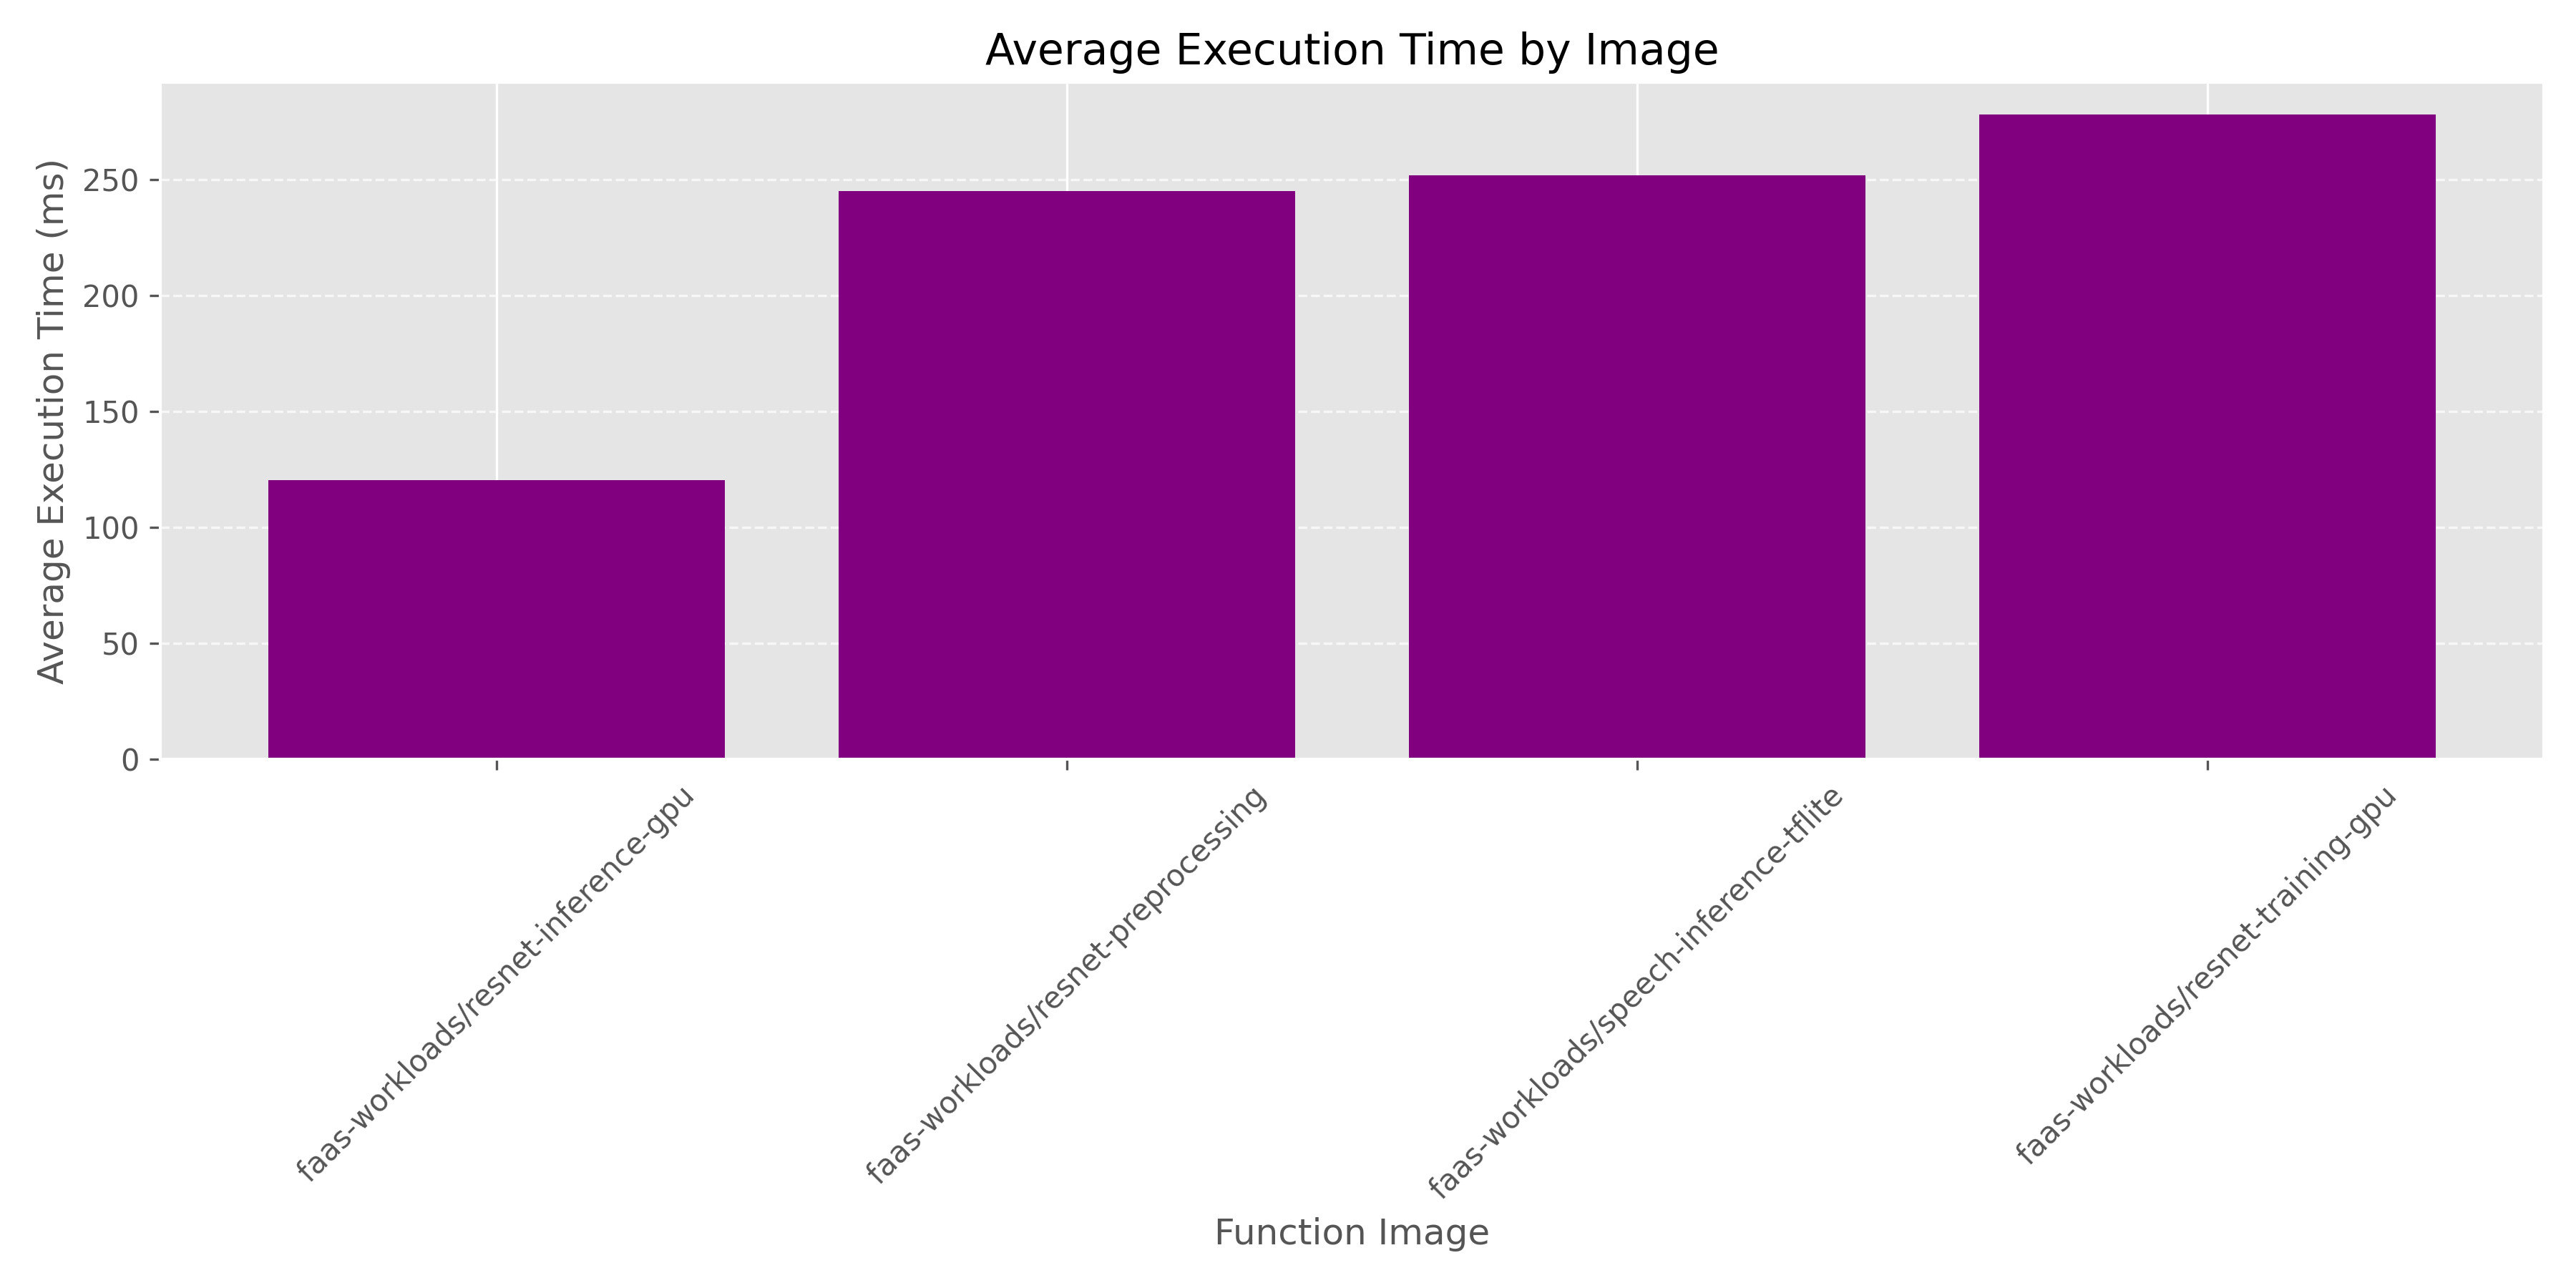 Average Execution Time by Image
Average Execution Time (ms)
250
200
150
100
50
0
faas-workloads/resnet-inference-gpu
faas-workloads/resnet-preprocessing
faas-workloads/speech-inference-tflite
faas-workloads/resnet-training-gpu
Function Image